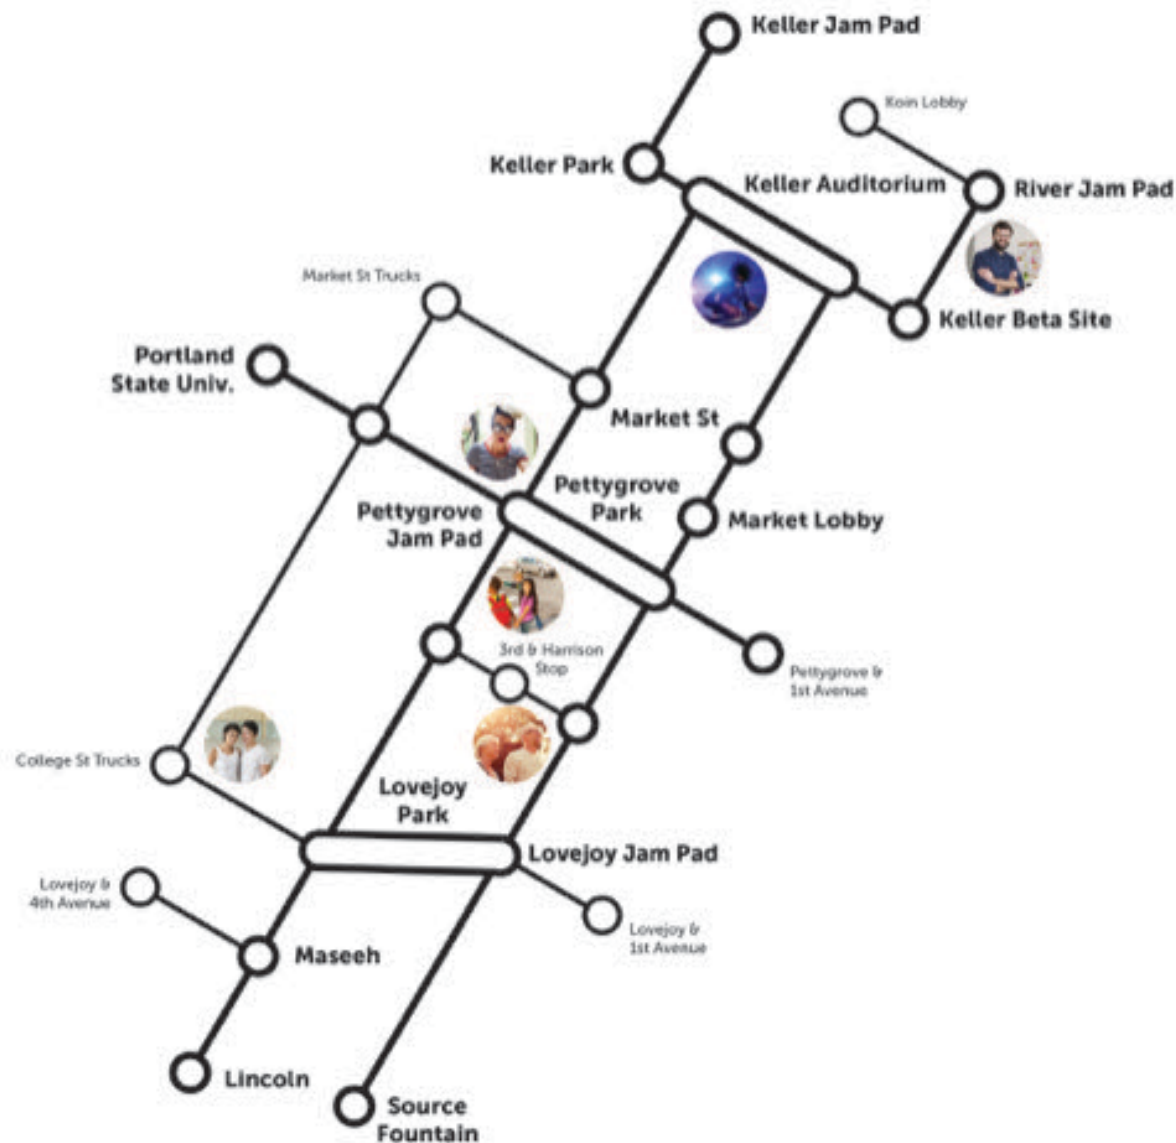 Keller Jam Pad
Koin Lobby
Keller Park
Keller Auditorium
River Jam Pad
Market St Trucks
Keller Beta Site
Portland
State Univ.
Market St
Pettygrove
Park
Pettygrove
Jam Pad
Market Lobby
3rd & Harrison
Stop
Pettygrove &
1st Avenue
College St Trucks
Lovejoy
Park
Lovejoy Jam Pad
Lovejoy &
4th Avenue
Lovejoy &
1st Avenue
Maseeh
Lincoln
Source
Fountain